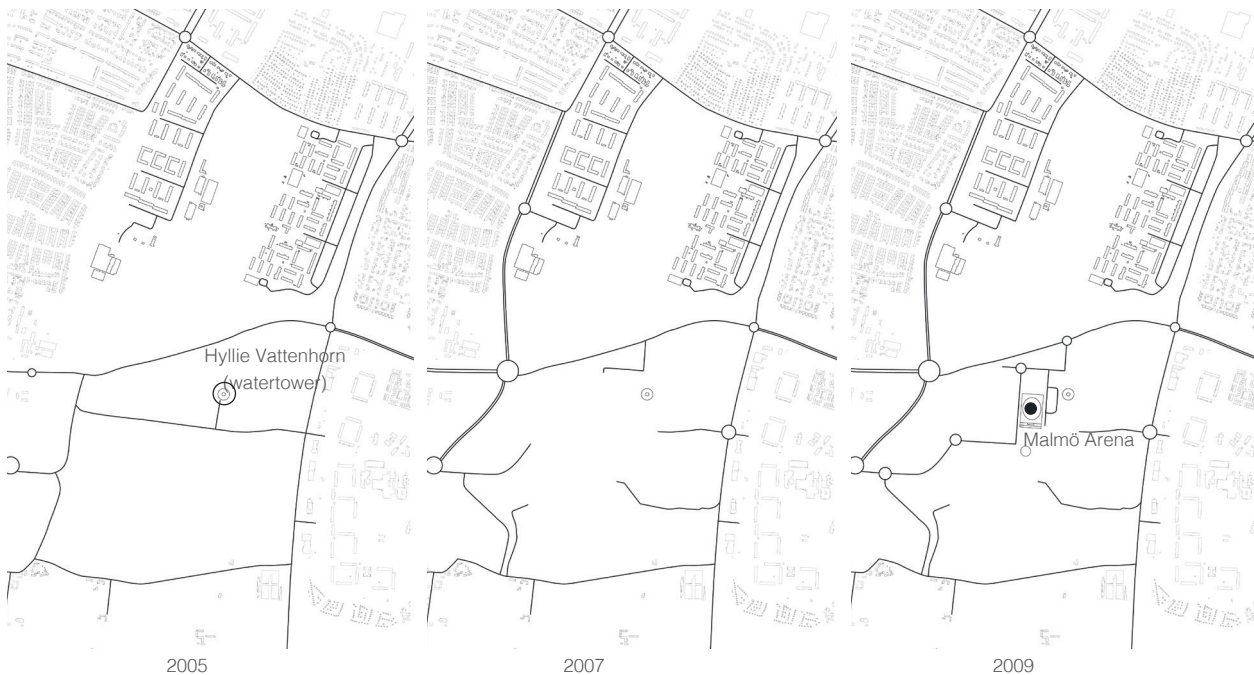 Hyllie Vattenhorn
(watertower)
Malmö Arena
2005
2007
2009